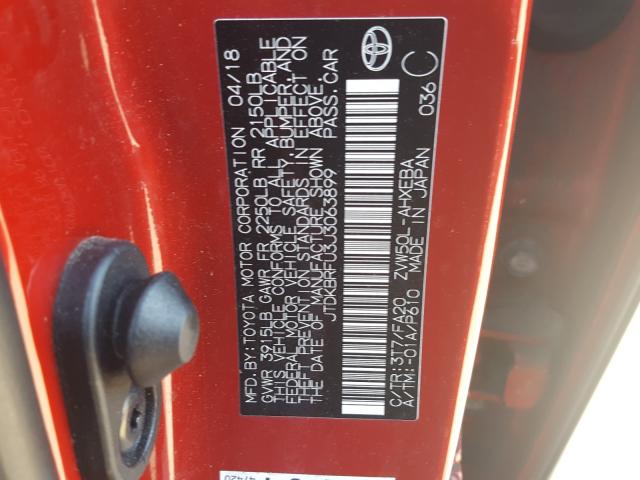 MFD. BY: TOYOTA MOTOR CORPORATION 04/18
GVWR 3915LB GAWR FR 2250LB RR 2150LB
THIS VEHICLE CONFORMS TO ALL APPLICABLE
FEDERAL MOTOR VEHICLE SAFETY, BUMPER, AND
THEFT PREVENTION STANDARDS IN EFFECT ON
THE DATE OF MANUFACTURE SHOWN ABOVE.
JTDKBRFU3J3063899 PASS. CAR
C/TR: 3T7/FA20 ZVW50L-AHXEBA
A/TM: -01A/P610 MADE IN JAPAN
036 C
47420